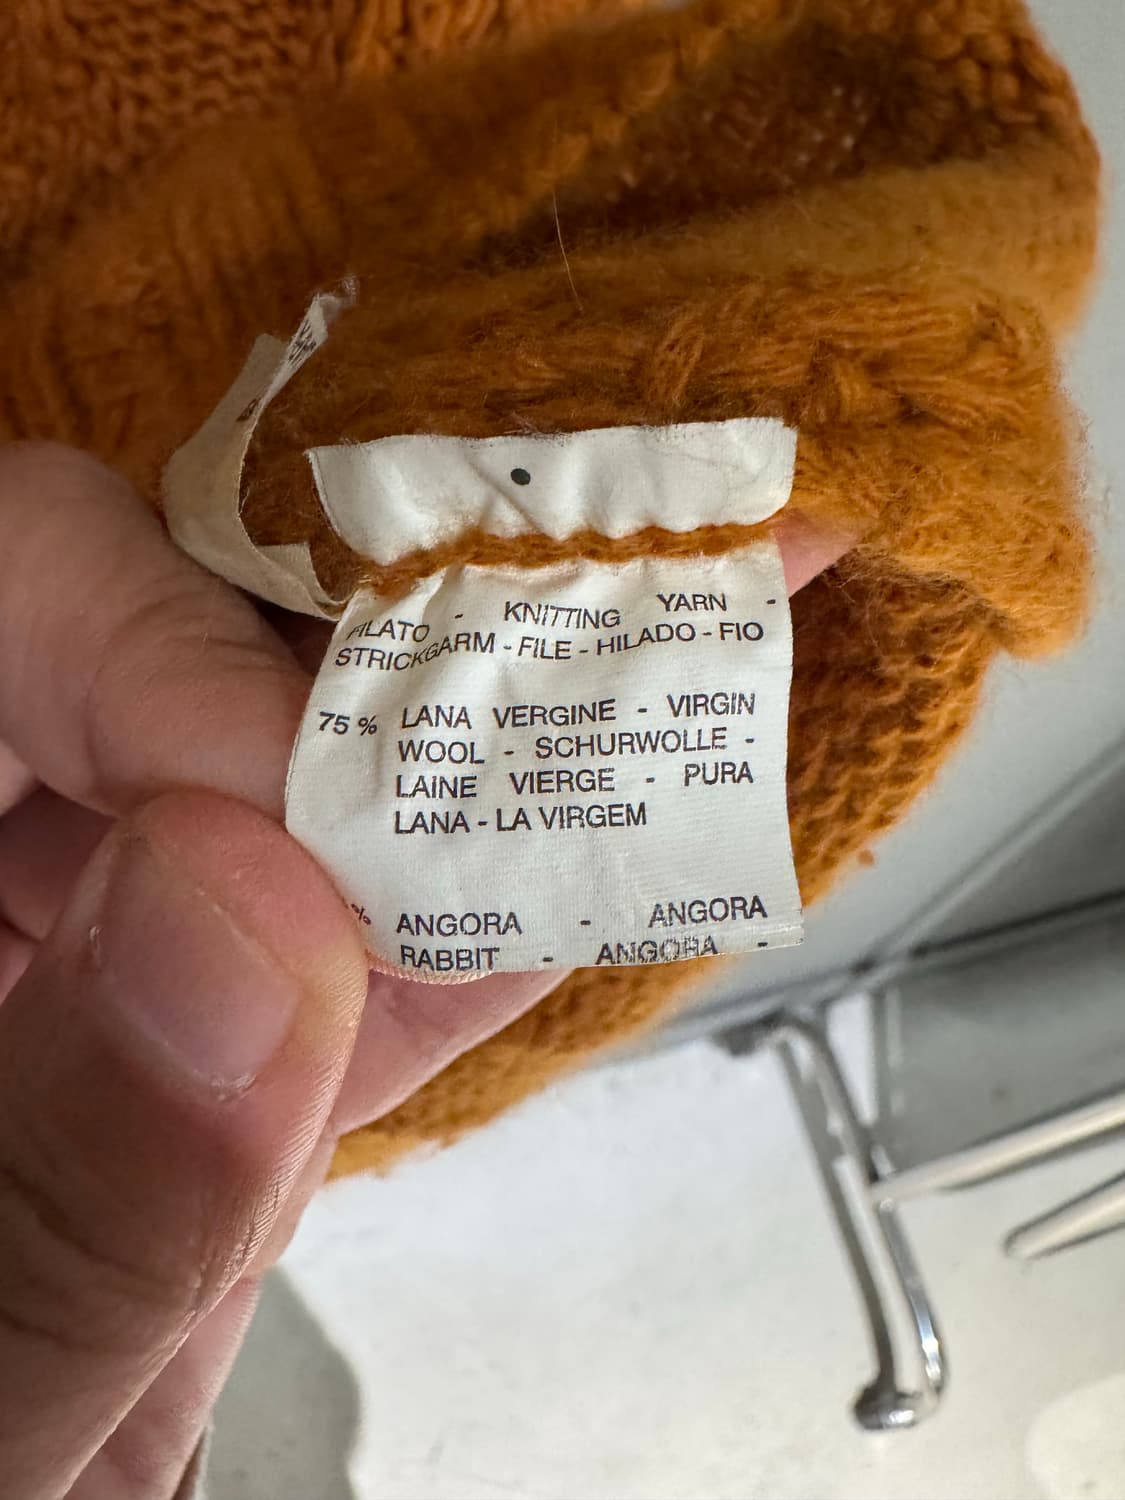 FILATO - KNITTING YARN -
STRICKGARM - FILE - HILADO - FIO
75 % LANA VERGINE - VIRGIN
WOOL - SCHURWOLLE -
LAINE VIERGE - PURA
LANA - LA VIRGEM
% ANGORA - ANGORA
RABBIT - ANGORA -